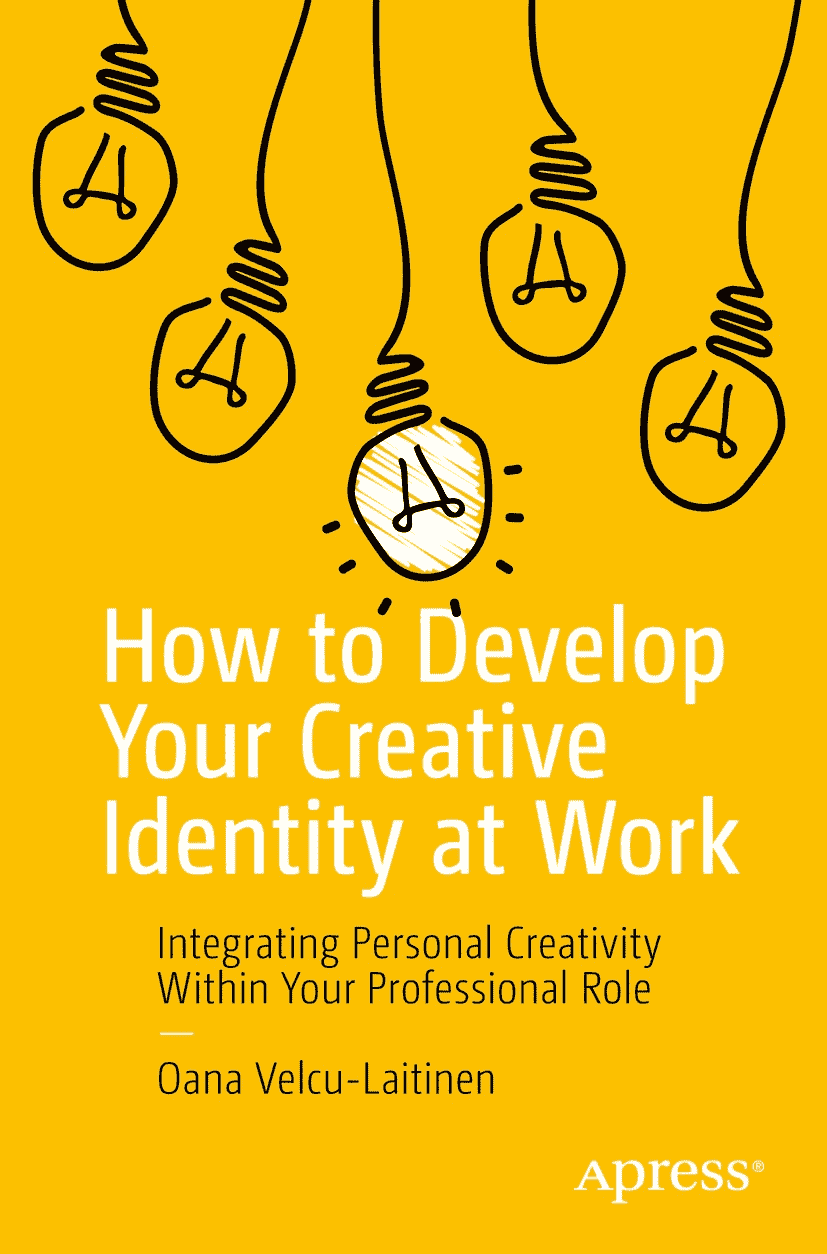 How to Develop
Your Creative
Identity at Work
Integrating Personal Creativity
Within Your Professional Role
Oana Velcu-Laitinen
Apress®